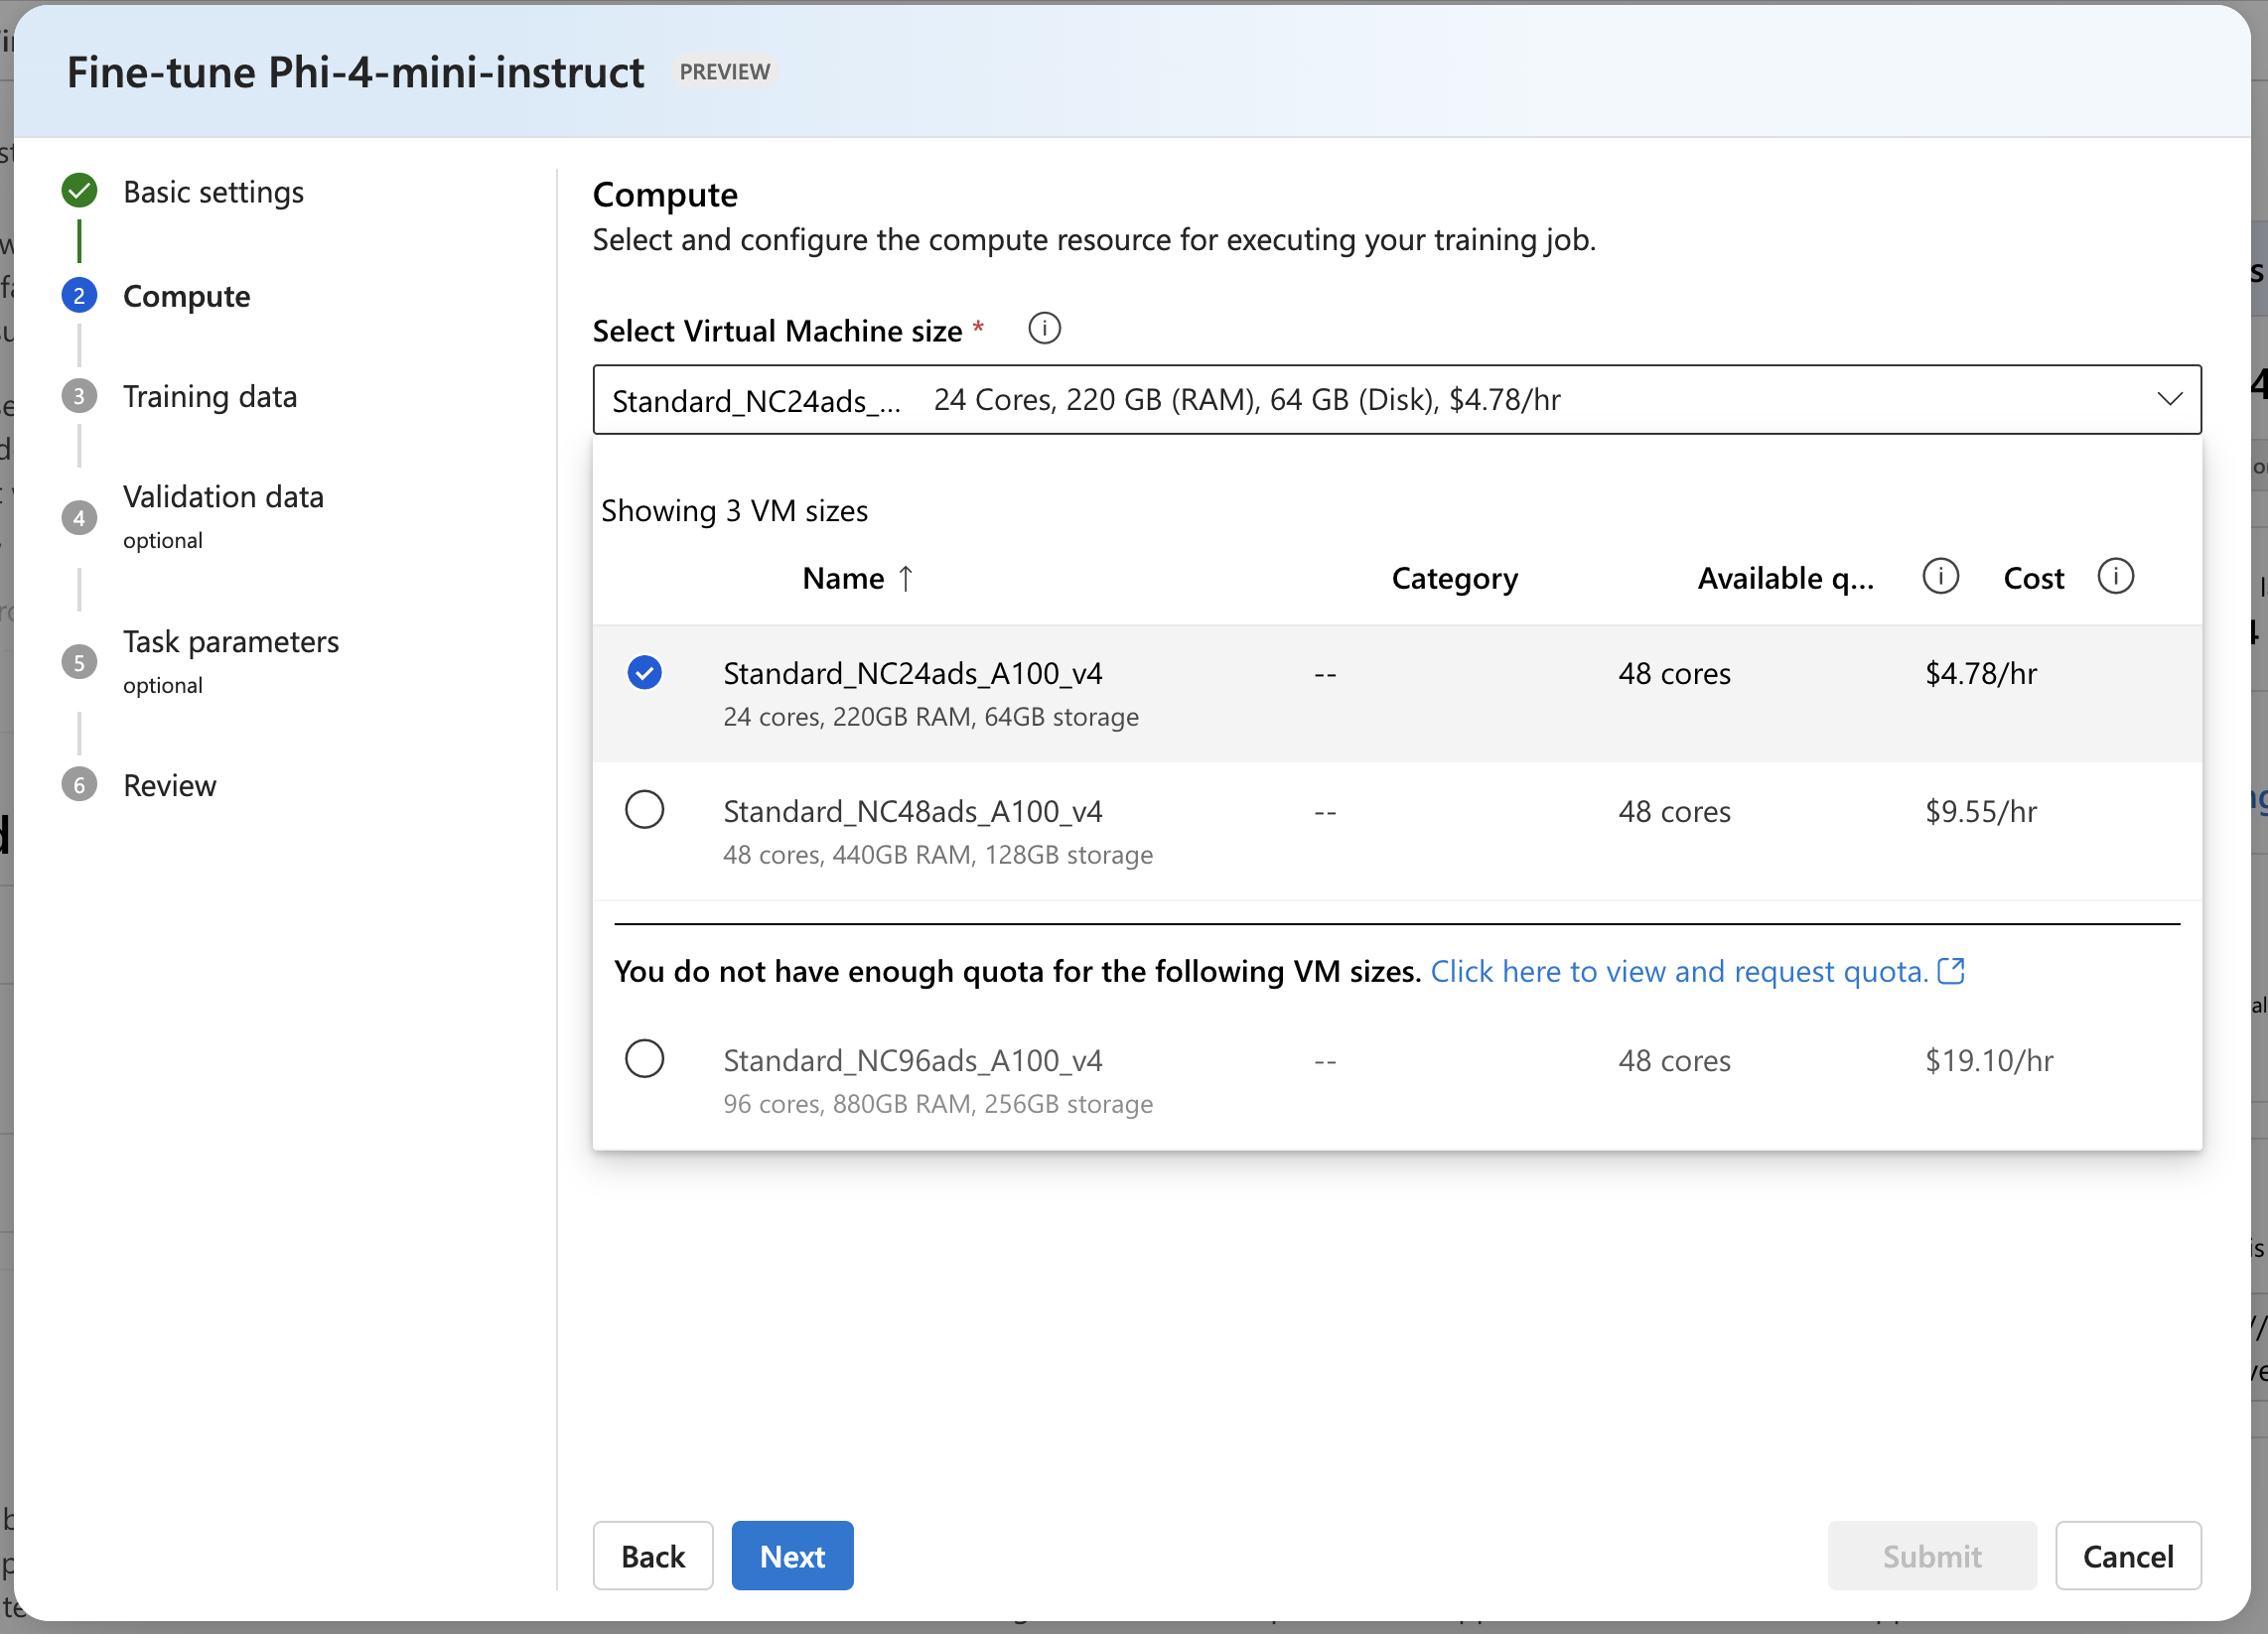 Fine-tune Phi-4-mini-instruct PREVIEW
Basic settings
2 Compute
3 Training data
4 Validation data
optional
5 Task parameters
optional
6 Review
Compute
Select and configure the compute resource for executing your training job.
Select Virtual Machine size *
Standard_NC24ads_... 24 Cores, 220 GB (RAM), 64 GB (Disk), $4.78/hr
Showing 3 VM sizes
Name ↑ Category Available q... Cost
Standard_NC24ads_A100_v4 -- 48 cores $4.78/hr
24 cores, 220GB RAM, 64GB storage
Standard_NC48ads_A100_v4 -- 48 cores $9.55/hr
48 cores, 440GB RAM, 128GB storage
You do not have enough quota for the following VM sizes. Click here to view and request quota.
Standard_NC96ads_A100_v4 -- 48 cores $19.10/hr
96 cores, 880GB RAM, 256GB storage
Back Next Submit Cancel